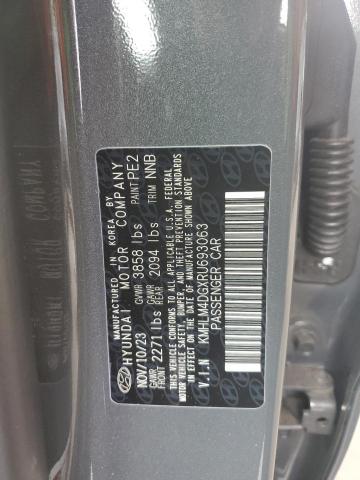 MANUFACTURED IN KOREA BY
HYUNDAI MOTOR COMPANY
NOV/10/23 GVWR 3858 lbs PAINT PE2
GAWR FRONT 2271 lbs GAWR REAR 2094 lbs TRIM NNB
THIS VEHICLE CONFORMS TO ALL APPLICABLE U.S.A. FEDERAL
MOTOR VEHICLE SAFETY, BUMPER, AND THEFT PREVENTION STANDARDS
IN EFFECT ON THE DATE OF MANUFACTURE SHOWN ABOVE
V.I.N KMHLM4DGXRU693063
PASSENGER CAR